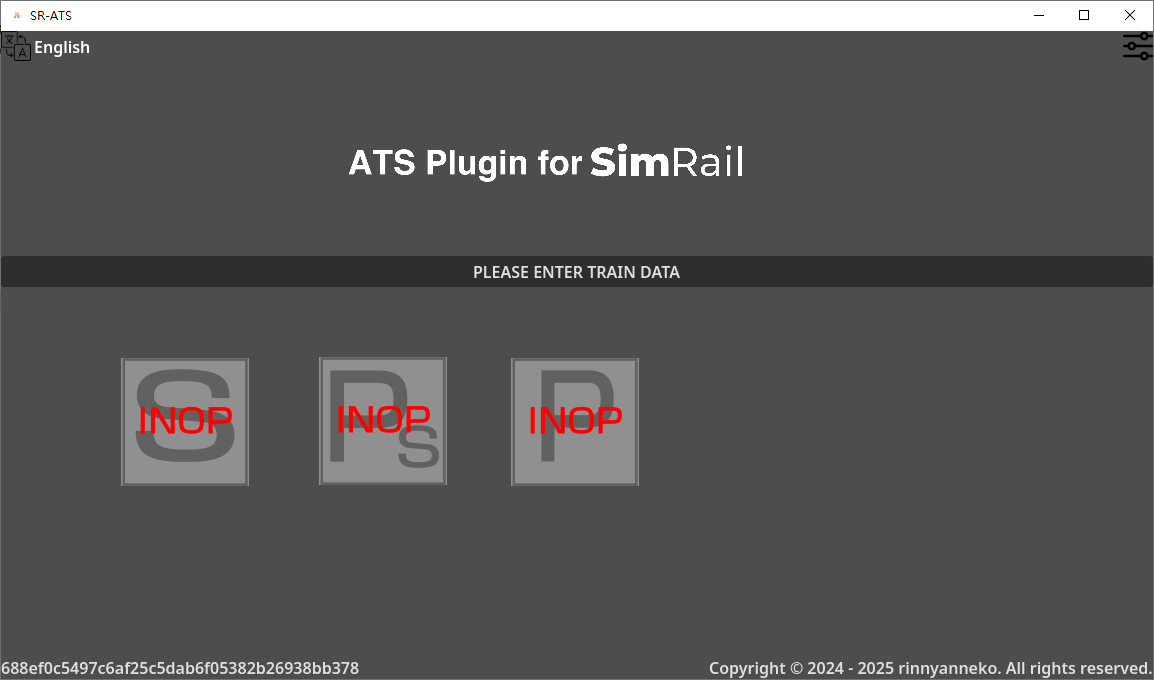 SR-ATS
English
ATS Plugin for SimRail
PLEASE ENTER TRAIN DATA
S INOP
Ps INOP
P INOP
688ef0c5497c6af25c5dab6f05382b26938bb378
Copyright © 2024 - 2025 rinnyanneko. All rights reserved.